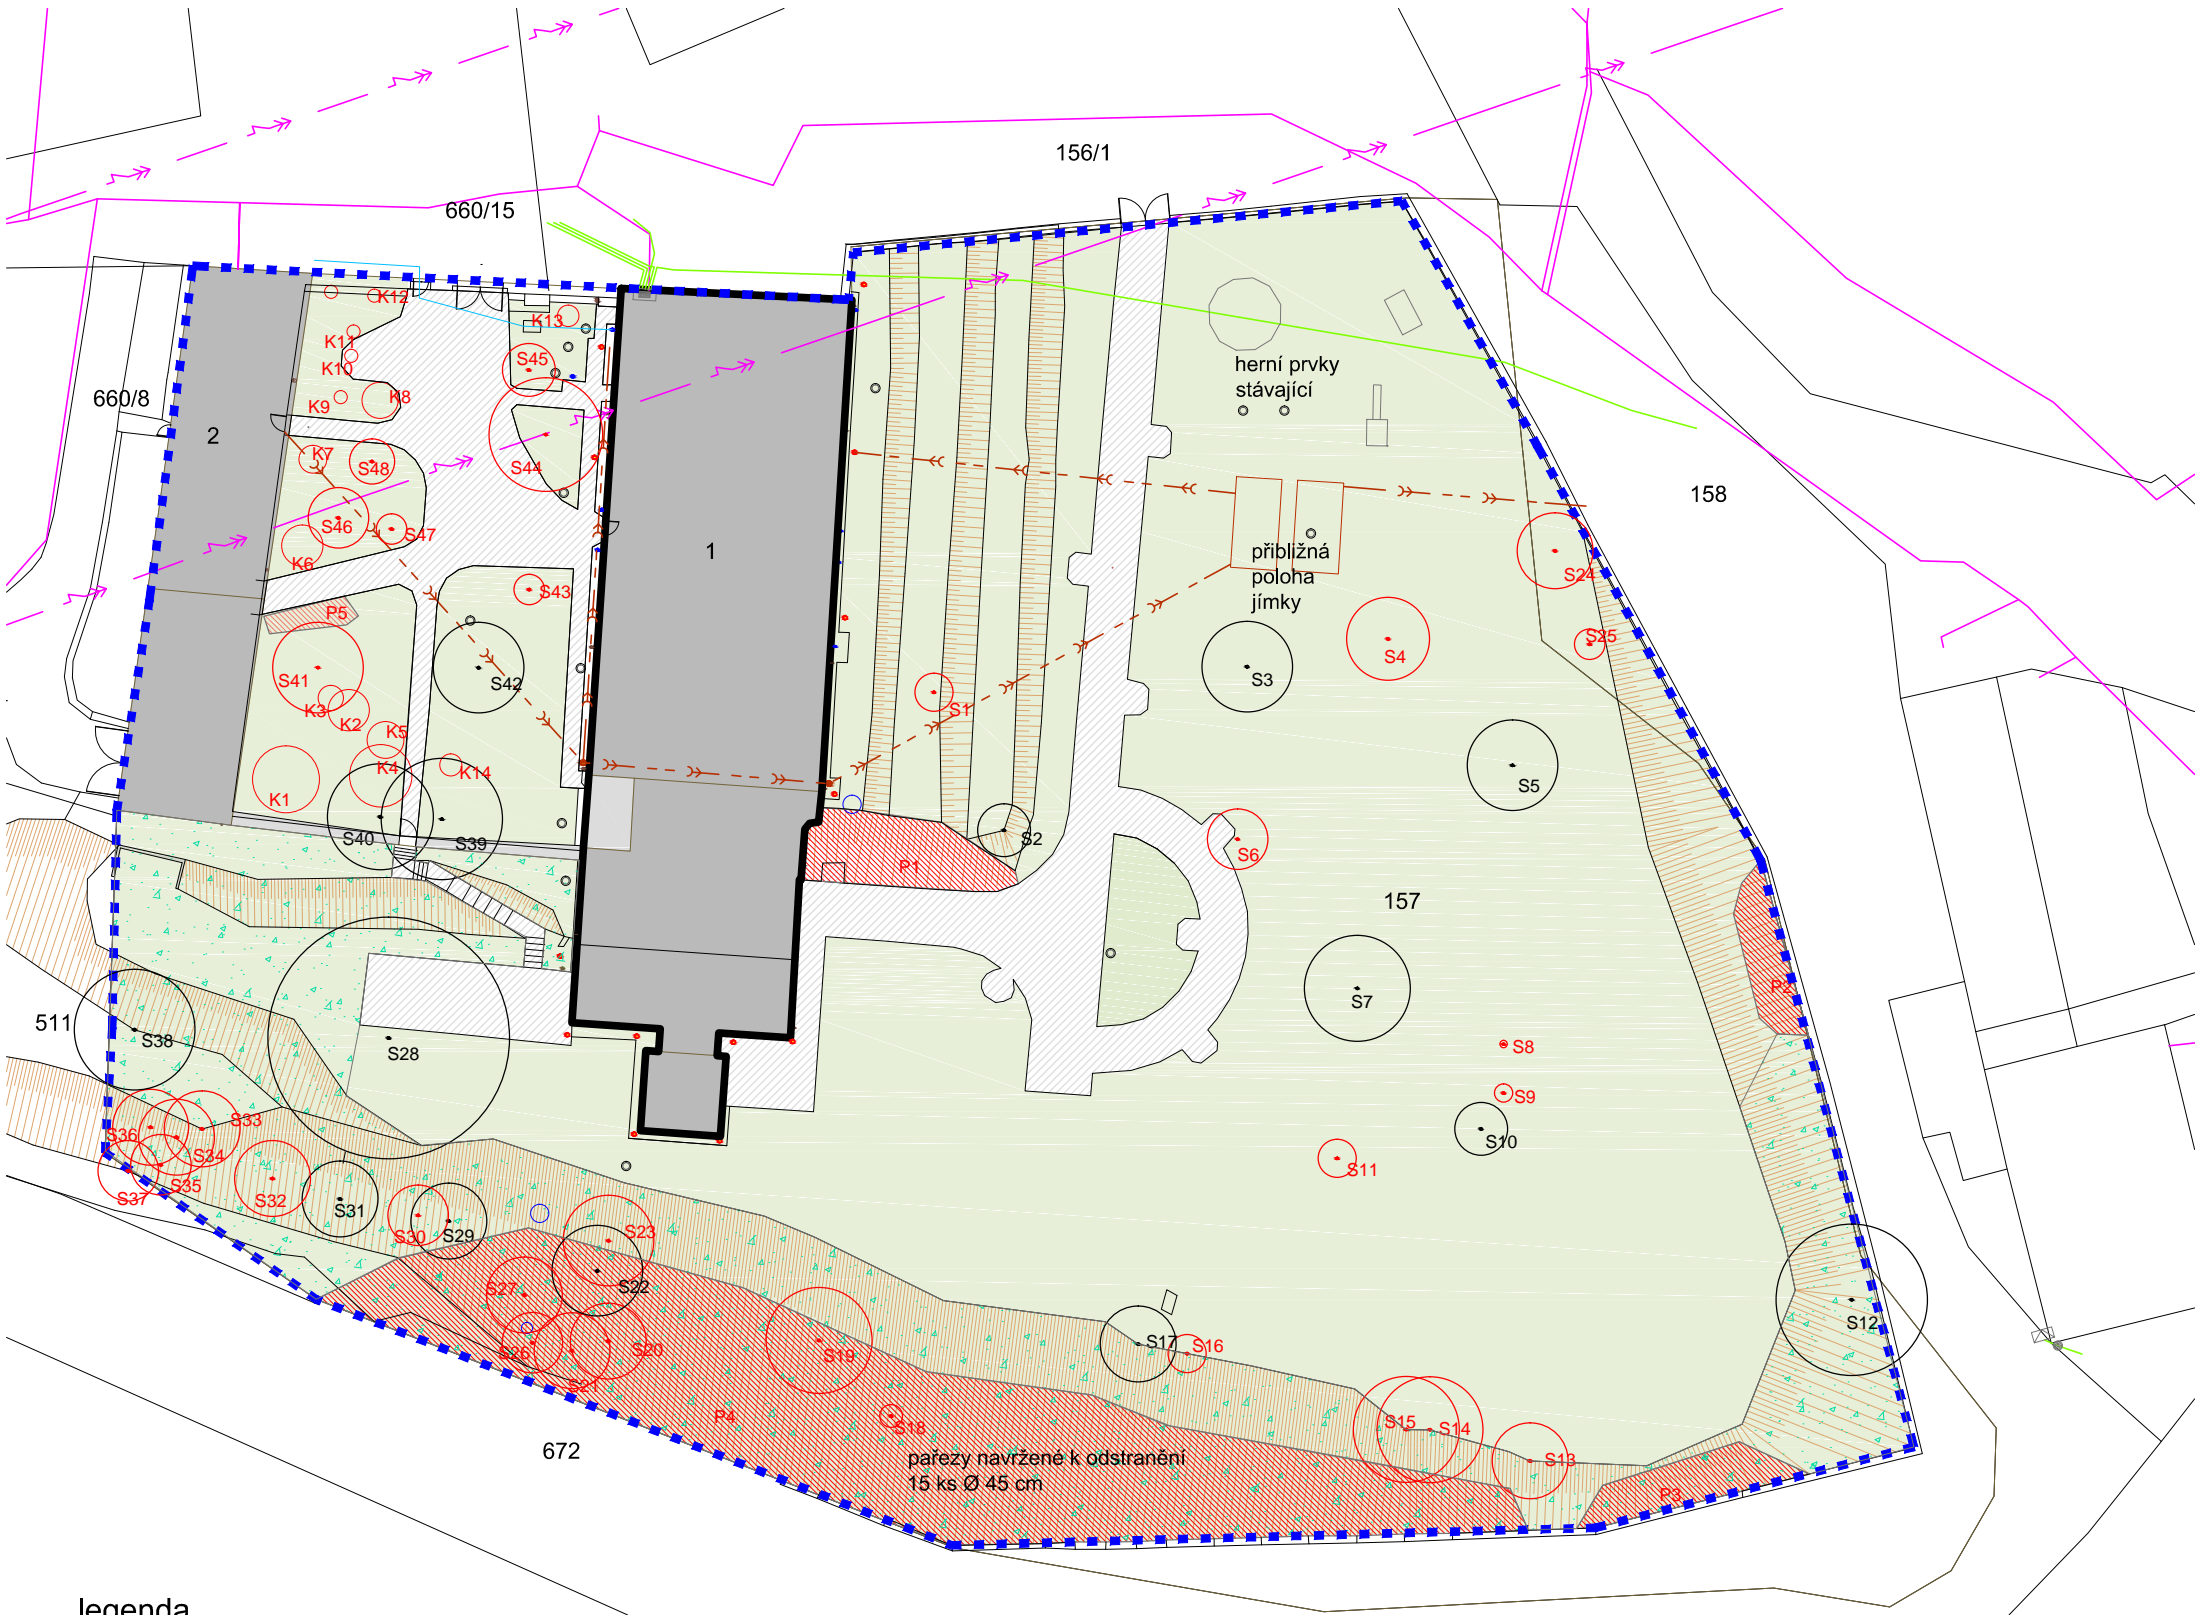 156/1
660/15
K12
K13
K11
S45
K10
herní prvky
stávající
660/8
K8
K9
2
K7
S48
S44
158
S46
S47
K6
1
přibližná
poloha
jímky
S24
S43
P5
S25
S41
S42
S3
S4
K3
K2
S1
K5
K4
K14
S5
K1
S40
S39
S2
S6
P1
157
P2
511
S38
S28
S7
S8
S9
S36
S33
S34
S10
S11
S37
S35
S32
S31
S30
S29
S23
S22
S27
S12
S26
S20
S21
S19
S17
S16
P4
S18
S15
S14
672
pařezy navržené k odstranění
15 ks Ø 45 cm
S13
P3
legenda